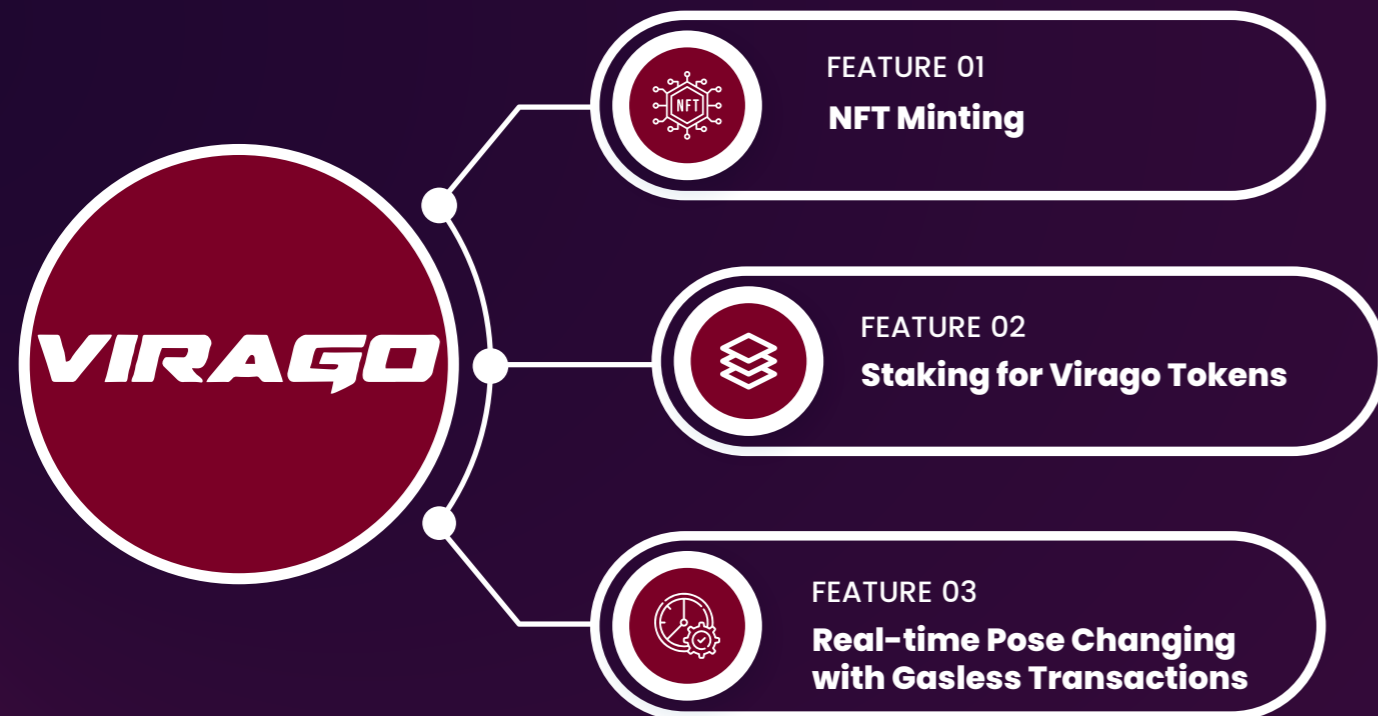 VIRAGO
NFT
FEATURE 01
NFT Minting
FEATURE 02
Staking for Virago Tokens
FEATURE 03
Real-time Pose Changing
with Gasless Transactions